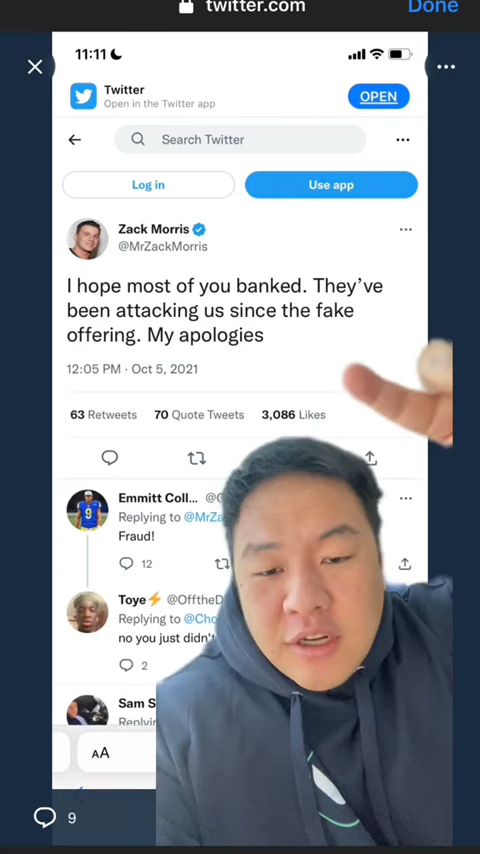 twitter.com
Done
11:11
Twitter
Open in the Twitter app
OPEN
Search Twitter
Log in
Use app
Zack Morris
@MrZackMorris
I hope most of you banked. They’ve
been attacking us since the fake
offering. My apologies
12:05 PM · Oct 5, 2021
63 Retweets 70 Quote Tweets 3,086 Likes
Emmitt Coll... @
Replying to @MrZa
Fraud!
12
Toye⚡ @OfftheD
Replying to @Cho
no you just didn't
2
Sam S
Replyin
AA
9